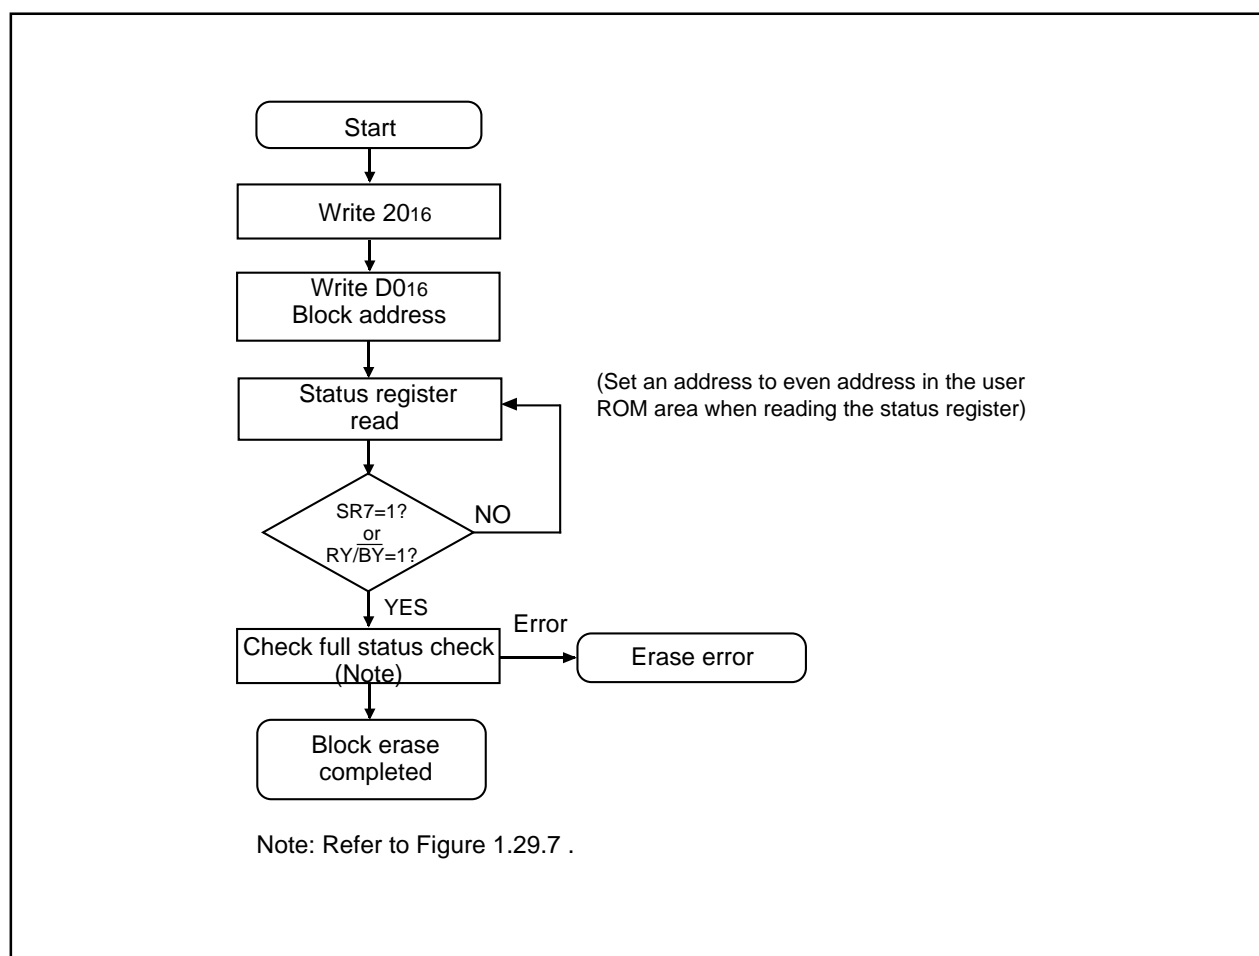 Start
Write 2016
Write D016
Block address
Status register
read
(Set an address to even address in the user
ROM area when reading the status register)
SR7=1?
or
RY/B̅Y̅=1?
NO
YES
Check full status check
(Note)
Error
Erase error
Block erase
completed
Note: Refer to Figure 1.29.7 .